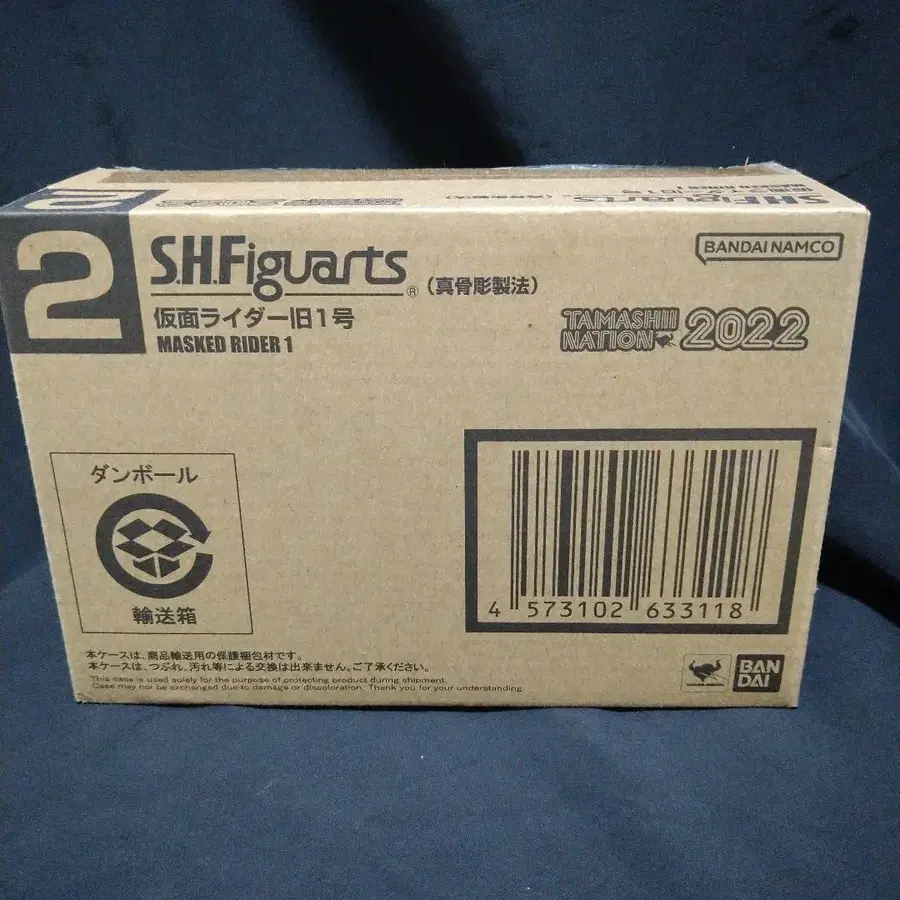 2
S.H.Figuarts
®
(真骨彫製法)
仮面ライダー旧1号
MASKED RIDER 1
BANDAI NAMCO
TAMASHII
NATION 2022
ダンボール
輸送箱
4 573102 633118
本ケースは、商品輸送用の保護梱包材です。
本ケースは、つぶれ、汚れ等による交換は出来ません。ご了承ください。
This case is used solely for the purpose of protecting product during shipment.
Case may not be exchanged due to damage or discoloration. Thank you for your understanding.
BAN
DAI